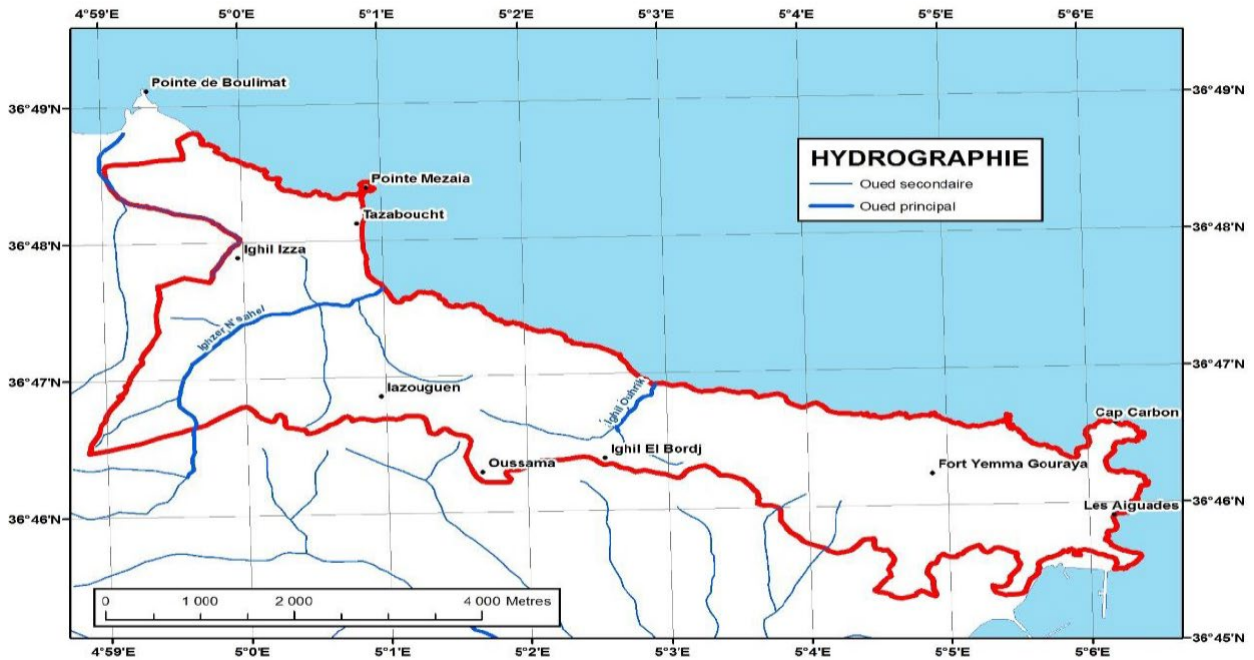 4°59'E 5°0'E 5°1'E 5°2'E 5°3'E 5°4'E 5°5'E 5°6'E
Pointe de Boulimat
36°49'N 36°49'N
HYDROGRAPHIE
Oued secondaire
Oued principal
Pointe Mezaia
Tazaboucht
36°48'N 36°48'N
Ighil Izza
Ighzer N'sahel
36°47'N 36°47'N
Iazouguen
Ighil Ouhrik
Cap Carbon
Ighil El Bordj
Oussama
Fort Yemma Gouraya
36°46'N 36°46'N
Les Aiguades
0 1 000 2 000 4 000 Metres
36°45'N
4°59'E 5°0'E 5°1'E 5°2'E 5°3'E 5°4'E 5°5'E 5°6'E